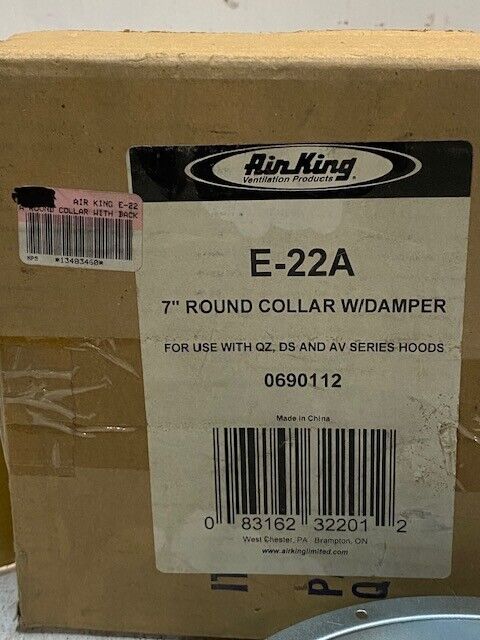 AIR KING E-22
ROUND COLLAR WITH BACK
*13493460*
Air King
Ventilation Products
E-22A
7" ROUND COLLAR W/DAMPER
FOR USE WITH QZ, DS AND AV SERIES HOODS
0690112
Made in China
0 83162 32201 2
West Chester, PA Brampton, ON
www.airkinglimited.com